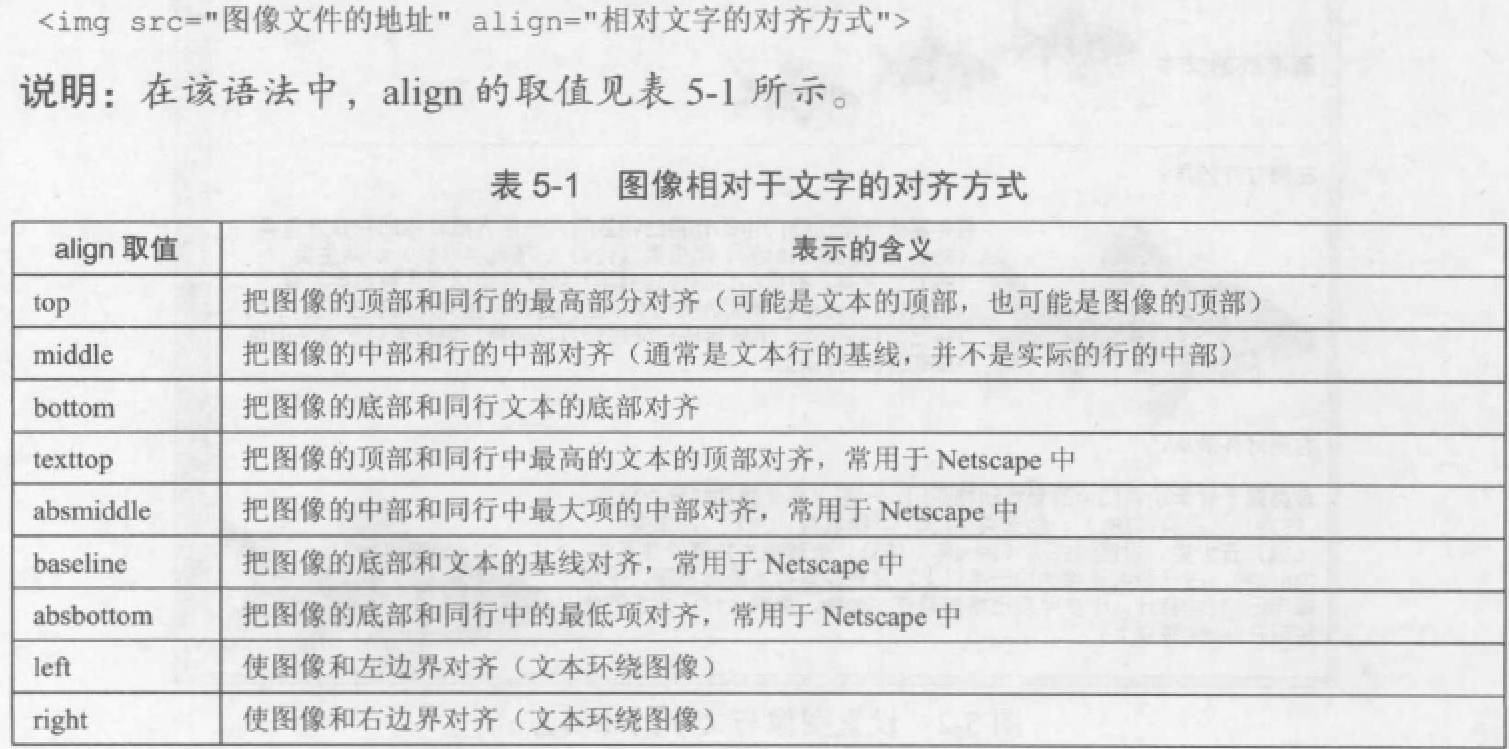 <img src="图像文件的地址" align="相对文字的对齐方式">
说明：在该语法中，align 的取值见表 5-1 所示。
表 5-1 图像相对于文字的对齐方式
align 取值 表示的含义
top 把图像的顶部和同行的最高部分对齐（可能是文本的顶部，也可能是图像的顶部）
middle 把图像的中部和行的中部对齐（通常是文本行的基线，并不是实际的行的中部）
bottom 把图像的底部和同行文本的底部对齐
texttop 把图像的顶部和同行中最高的文本的顶部对齐，常用于 Netscape 中
absmiddle 把图像的中部和同行中最大项的中部对齐，常用于 Netscape 中
baseline 把图像的底部和文本的基线对齐，常用于 Netscape 中
absbottom 把图像的底部和同行中的最低项对齐，常用于 Netscape 中
left 使图像和左边界对齐（文本环绕图像）
right 使图像和右边界对齐（文本环绕图像）